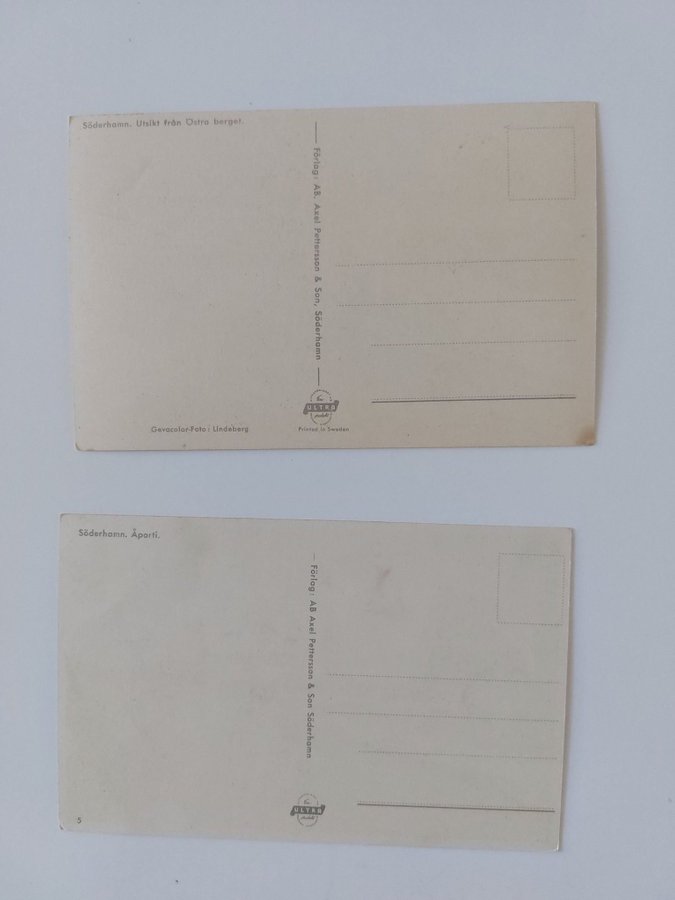 Söderhamn. Utsikt från Östra berget.
Förlag: AB. Axel Pettersson & Son, Söderhamn
ULTRA
Gevacolor-Foto: Lindeberg
Printed in Sweden
Söderhamn. Åparti.
Förlag: AB Axel Pettersson & Son Söderhamn
ULTRA
5